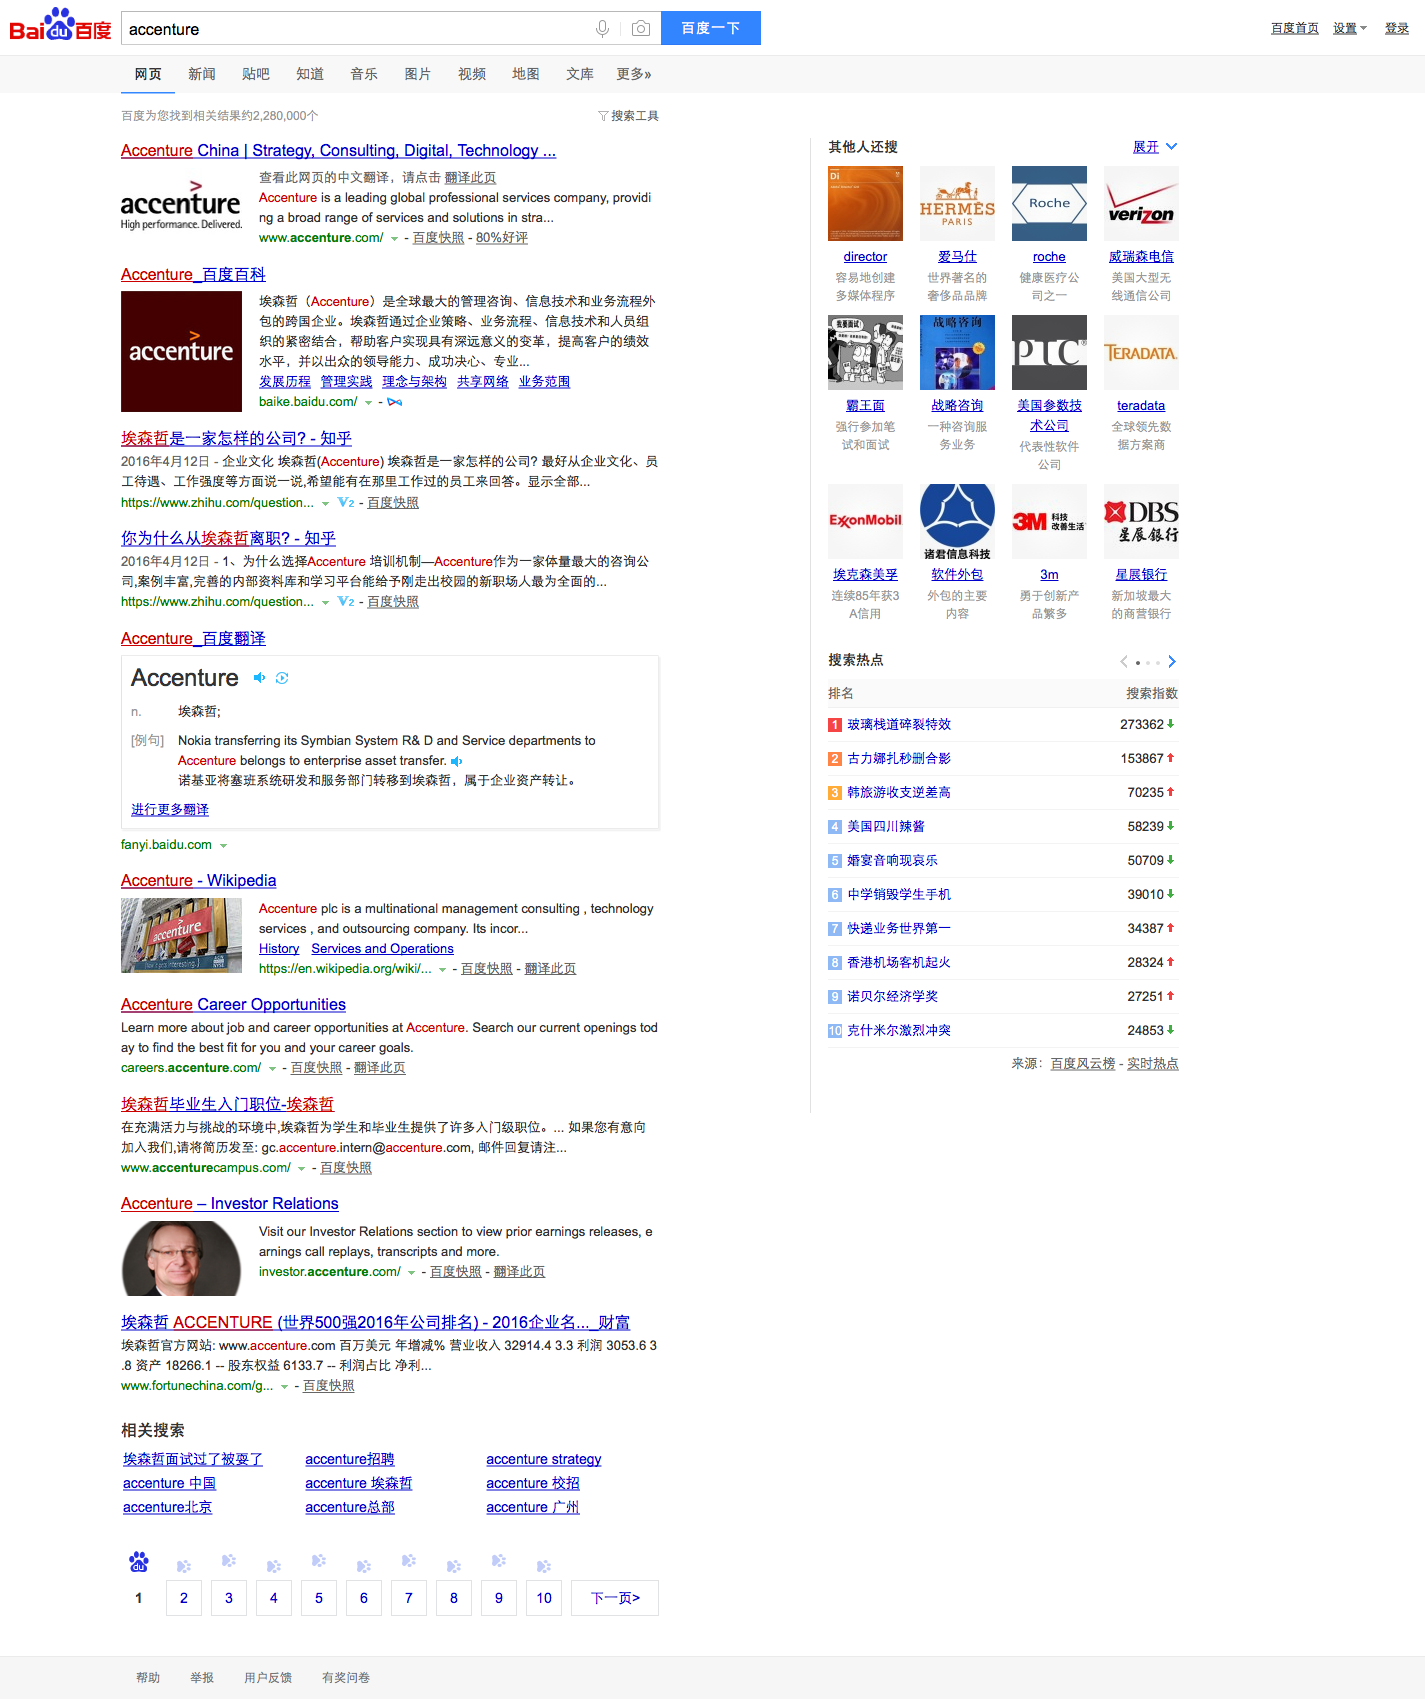 Baidu百度
accenture
百度一下
百度首页 设置 登录
网页 新闻 贴吧 知道 音乐 图片 视频 地图 文库 更多»
百度为您找到相关结果约2,280,000个
搜索工具
Accenture China | Strategy, Consulting, Digital, Technology ...
accenture
High performance. Delivered.
查看此网页的中文翻译，请点击 翻译此页
Accenture is a leading global professional services company, providi
ng a broad range of services and solutions in stra...
www.accenture.com/ - 百度快照 - 80%好评
Accenture_百度百科
accenture
埃森哲（Accenture）是全球最大的管理咨询、信息技术和业务流程外
包的跨国企业。埃森哲通过企业策略、业务流程、信息技术和人员组
织的紧密结合，帮助客户实现具有深远意义的变革，提高客户的绩效
水平，并以出众的领导能力、成功决心、专业...
发展历程 管理实践 理念与架构 共享网络 业务范围
baike.baidu.com/ -
埃森哲是一家怎样的公司? - 知乎
2016年4月12日 - 企业文化 埃森哲(Accenture) 埃森哲是一家怎样的公司? 最好从企业文化、员
工待遇、工作强度等方面说一说,希望能有在那里工作过的员工来回答。显示全部...
https://www.zhihu.com/question... V2 - 百度快照
你为什么从埃森哲离职? - 知乎
2016年4月12日 - 1、为什么选择Accenture 培训机制—Accenture作为一家体量最大的咨询公
司,案例丰富,完善的内部资料库和学习平台能给予刚走出校园的新职场人最为全面的...
https://www.zhihu.com/question... V2 - 百度快照
Accenture_百度翻译
Accenture
n. 埃森哲;
[例句] Nokia transferring its Symbian System R& D and Service departments to
Accenture belongs to enterprise asset transfer.
诺基亚将塞班系统研发和服务部门转移到埃森哲，属于企业资产转让。
进行更多翻译
fanyi.baidu.com
Accenture - Wikipedia
accenture
Accenture plc is a multinational management consulting , technology
services , and outsourcing company. Its incor...
History Services and Operations
https://en.wikipedia.org/wiki/... - 百度快照 - 翻译此页
Accenture Career Opportunities
Learn more about job and career opportunities at Accenture. Search our current openings tod
ay to find the best fit for you and your career goals.
careers.accenture.com/ - 百度快照 - 翻译此页
埃森哲毕业生入门职位-埃森哲
在充满活力与挑战的环境中,埃森哲为学生和毕业生提供了许多入门级职位。... 如果您有意向
加入我们,请将简历发至: gc.accenture.intern@accenture.com, 邮件回复请注...
www.accenturecampus.com/ - 百度快照
Accenture – Investor Relations
Visit our Investor Relations section to view prior earnings releases, e
arnings call replays, transcripts and more.
investor.accenture.com/ - 百度快照 - 翻译此页
埃森哲 ACCENTURE (世界500强2016年公司排名) - 2016企业名..._财富
埃森哲官方网站: www.accenture.com 百万美元 年增减% 营业收入 32914.4 3.3 利润 3053.6 3
.8 资产 18266.1 -- 股东权益 6133.7 -- 利润占比 净利...
www.fortunechina.com/g... - 百度快照
相关搜索
埃森哲面试过了被耍了 accenture招聘 accenture strategy
accenture 中国 accenture 埃森哲 accenture 校招
accenture北京 accenture总部 accenture 广州
du
1 2 3 4 5 6 7 8 9 10 下一页>
其他人还搜 展开
Di HERMES PARIS Roche verizon
director 爱马仕 roche 威瑞森电信
容易地创建 世界著名的 健康医疗公 美国大型无
多媒体程序 奢侈品品牌 司之一 线通信公司
我要面试! 战略咨询 PTC TERADATA
霸王面 战略咨询 美国参数技 teradata
术公司
强行参加笔 一种咨询服 代表性软件 全球领先数
试和面试 务业务 公司 据方案商
ExxonMobil 诸君信息科技 3M 科技改善生活 DBS 星展银行
埃克森美孚 软件外包 3m 星展银行
连续85年获3 外包的主要 勇于创新产 新加坡最大
A信用 内容 品繁多 的商营银行
搜索热点
排名 搜索指数
1 玻璃栈道碎裂特效 273362
2 古力娜扎秒删合影 153867
3 韩旅游收支逆差高 70235
4 美国四川辣酱 58239
5 婚宴音响现哀乐 50709
6 中学销毁学生手机 39010
7 快递业务世界第一 34387
8 香港机场客机起火 28324
9 诺贝尔经济学奖 27251
10 克什米尔激烈冲突 24853
来源：百度风云榜 - 实时热点
帮助 举报 用户反馈 有奖问卷